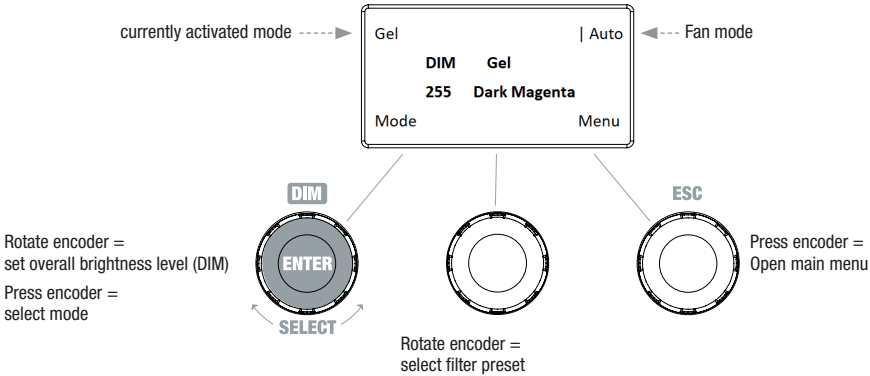 currently activated mode
Gel | Auto
Fan mode
DIM Gel
255 Dark Magenta
Mode Menu
DIM
ESC
Rotate encoder =
set overall brightness level (DIM)
Press encoder =
select mode
ENTER
SELECT
Rotate encoder =
select filter preset
Press encoder =
Open main menu